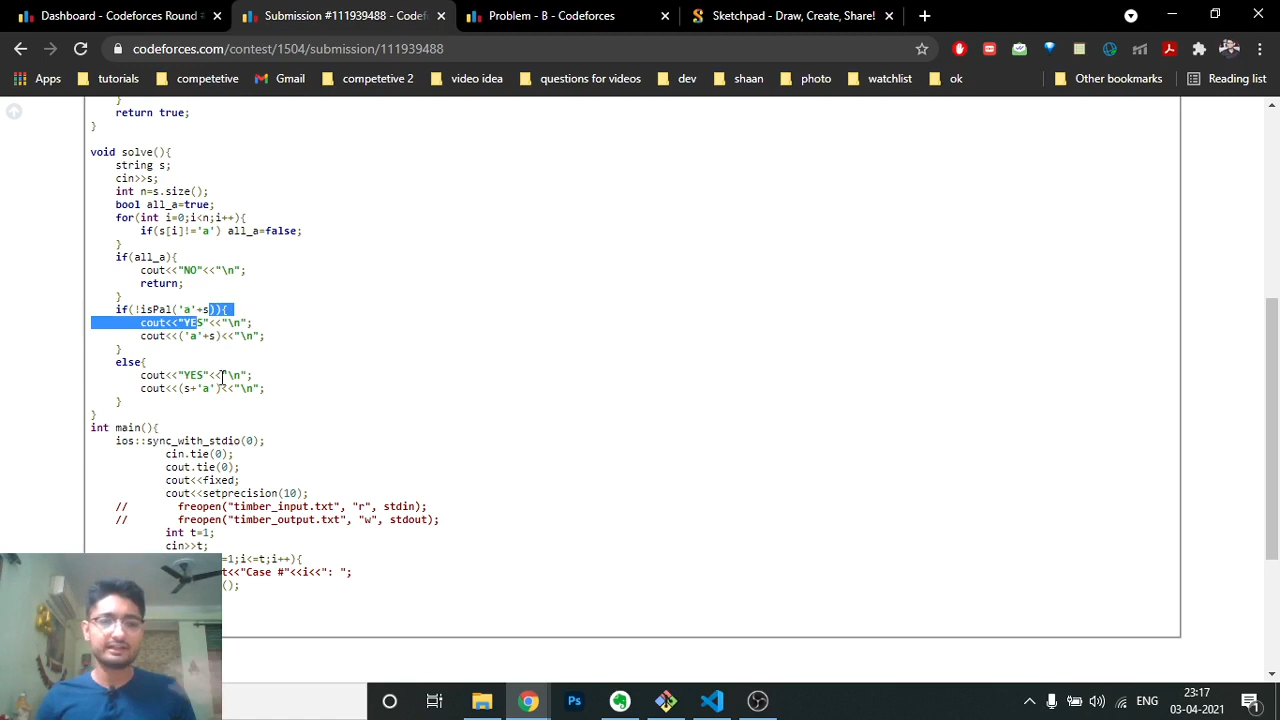 Dashboard - Codeforces Round
Submission #111939488 - Codef
Problem - B - Codeforces
Sketchpad - Draw, Create, Share!
codeforces.com/contest/1504/submission/111939488
Apps
tutorials
competetive
Gmail
competetive 2
video idea
questions for videos
dev
shaan
photo
watchlist
ok
Other bookmarks
Reading list
}
return true;
}
void solve(){
string s;
cin>>s;
int n=s.size();
bool all_a=true;
for(int i=0;i<n;i++){
if(s[i]!='a') all_a=false;
}
if(all_a){
cout<<"NO"<<"\n";
return;
}
if(!isPal('a'+s)){
cout<<"YES"<<"\n";
cout<<('a'+s)<<"\n";
}
else{
cout<<"YES"<<"\n";
cout<<(s+'a')<<"\n";
}
}
int main(){
ios::sync_with_stdio(0);
cin.tie(0);
cout.tie(0);
cout<<fixed;
cout<<setprecision(10);
// freopen("timber_input.txt", "r", stdin);
// freopen("timber_output.txt", "w", stdout);
int t=1;
cin>>t;
=1;i<=t;i++){
t<<"Case #"<<i<<": ";
();
ENG
23:17
03-04-2021
1